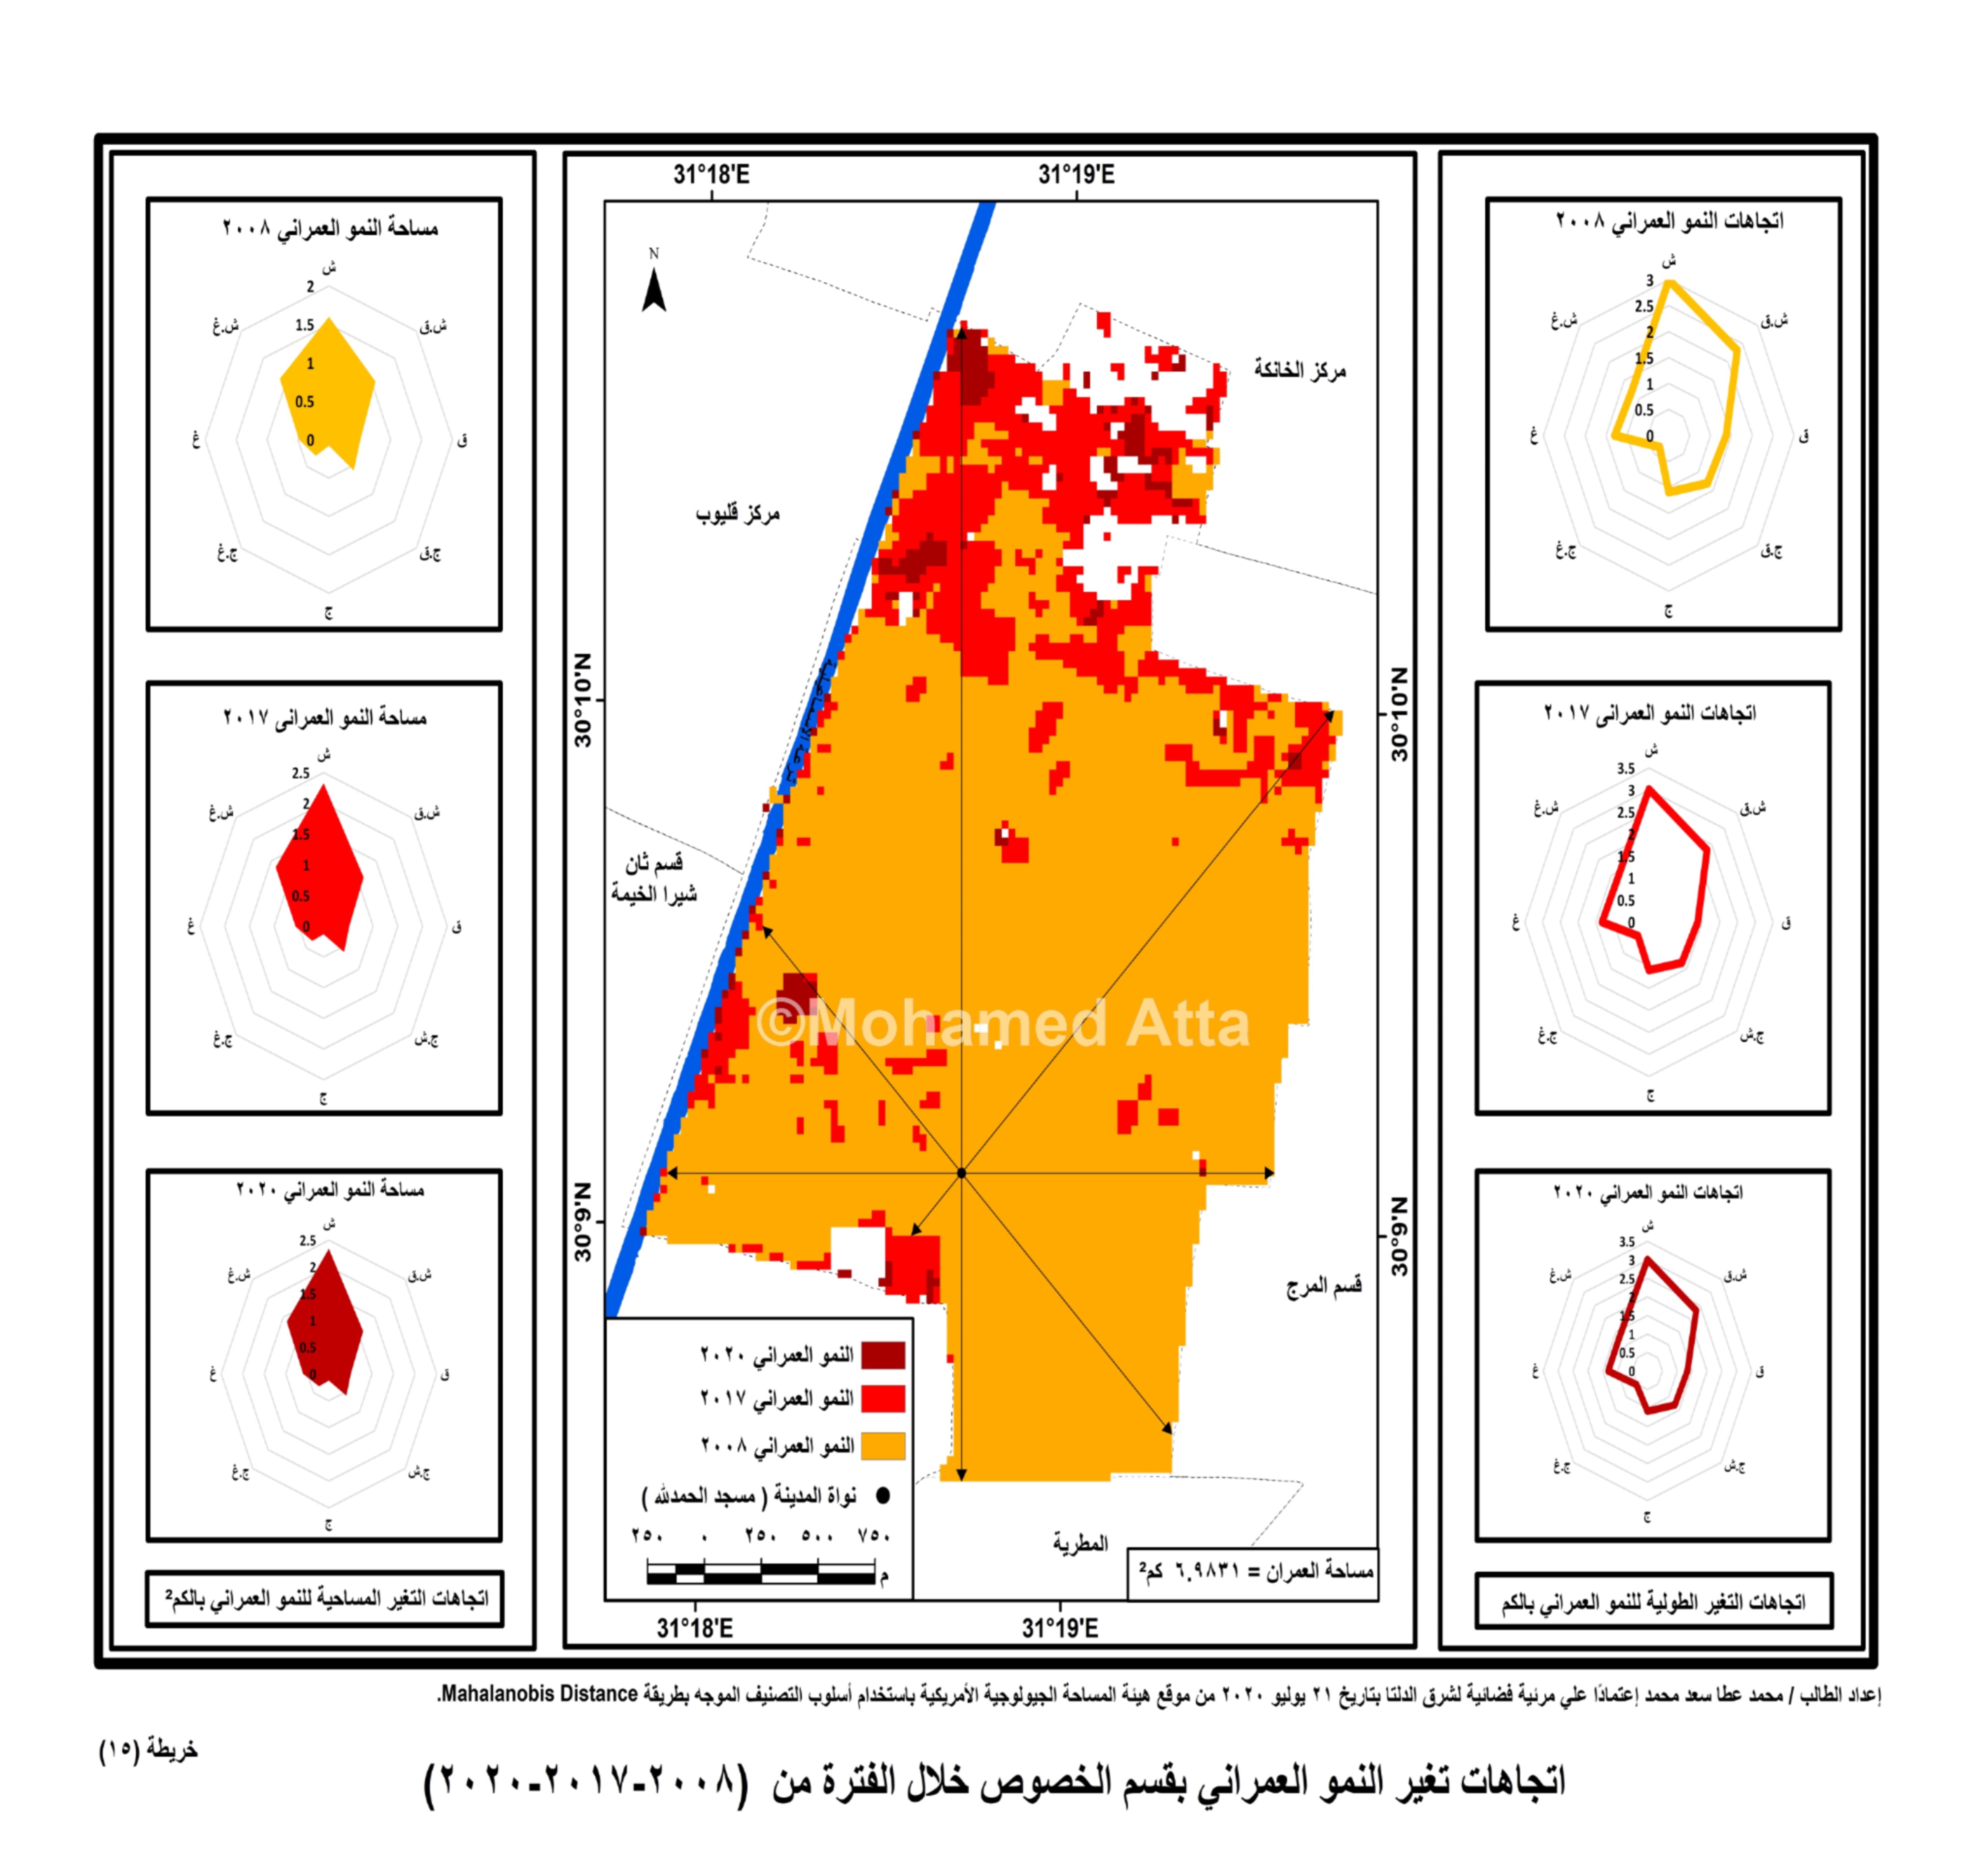 31°18'E
31°19'E
مساحة النمو العمراني ٢٠٠٨
ش
ش.ق
ق
ج.ق
ج
ج.غ
غ
ش.غ
2
1.5
1
0.5
0
مساحة النمو العمرانى ٢٠١٧
ش
ش.ق
ق
ج.ش
ج
ج.غ
غ
ش.غ
2.5
2
1.5
1
0.5
0
مساحة النمو العمراني ٢٠٢٠
ش
ش.ق
ق
ج.ش
ج
ج.غ
غ
ش.غ
2.5
2
1.5
1
0.5
0
اتجاهات التغير المساحية للنمو العمراني بالكم²
N
مركز الخانكة
مركز قليوب
30°10'N
30°10'N
قسم ثان
شبرا الخيمة
©Mohamed Atta
30°9'N
30°9'N
قسم المرج
المطرية
النمو العمراني ٢٠٢٠
النمو العمراني ٢٠١٧
النمو العمراني ٢٠٠٨
نواة المدينة ( مسجد الحمدلله )
٢٥٠ ٠ ٢٥٠ ٥٠٠ ٧٥٠
م
مساحة العمران = ٦.٩٨٣١ كم²
31°18'E
31°19'E
اتجاهات النمو العمراني ٢٠٠٨
ش
ش.ق
ق
ج.ق
ج
ج.غ
غ
ش.غ
3
2.5
2
1.5
1
0.5
0
اتجاهات النمو العمرانى ٢٠١٧
ش
ش.ق
ق
ج.ش
ج
ج.غ
غ
ش.غ
3.5
3
2.5
2
1.5
1
0.5
0
اتجاهات النمو العمراني ٢٠٢٠
ش
ش.ق
ق
ج.ش
ج
ج.غ
غ
ش.غ
3.5
3
2.5
2
1.5
1
0.5
0
اتجاهات التغير الطولية للنمو العمراني بالكم
إعداد الطالب / محمد عطا سعد محمد إعتمادًا علي مرئية فضائية لشرق الدلتا بتاريخ ٢١ يوليو ٢٠٢٠ من موقع هيئة المساحة الجيولوجية الأمريكية باستخدام أسلوب التصنيف الموجه بطريقة Mahalanobis Distance.
خريطة (١٥)
اتجاهات تغير النمو العمراني بقسم الخصوص خلال الفترة من (٢٠٠٨-٢٠١٧-٢٠٢٠)